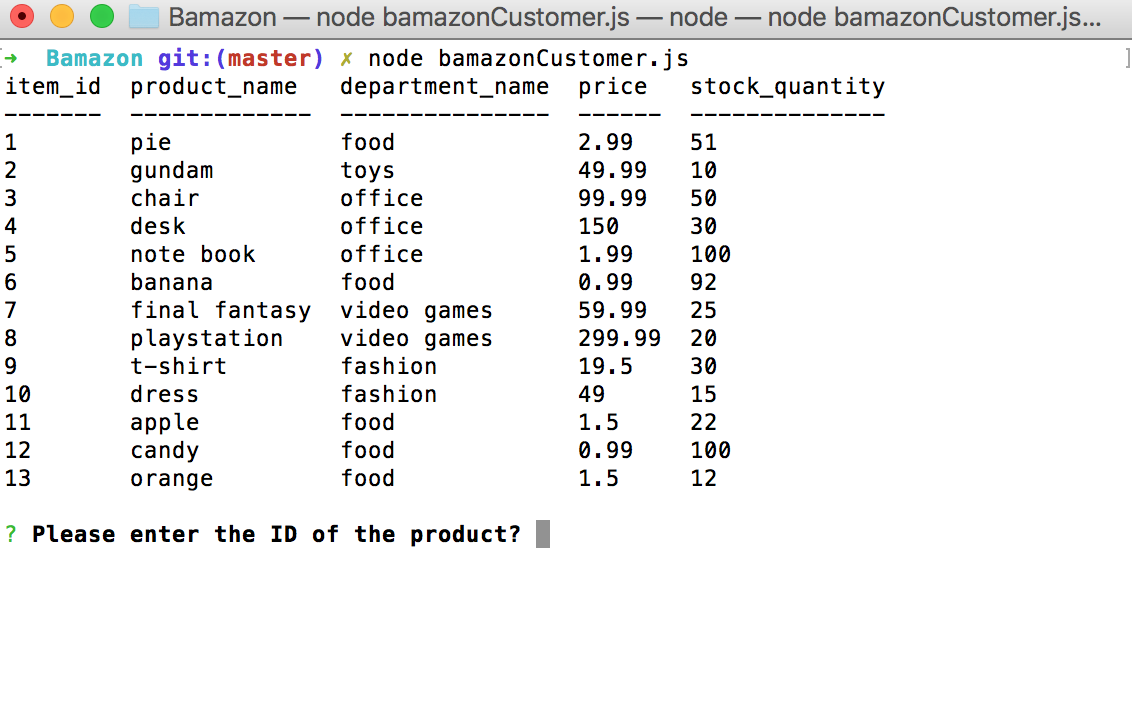 Bamazon — node bamazonCustomer.js — node — node bamazonCustomer.js...
[➜ Bamazon git:(master) ✗ node bamazonCustomer.js ]
item_id  product_name   department_name  price   stock_quantity
-------  -------------  ---------------  ------  --------------
1        pie            food             2.99    51
2        gundam         toys             49.99   10
3        chair          office           99.99   50
4        desk           office           150     30
5        note book      office           1.99    100
6        banana         food             0.99    92
7        final fantasy  video games      59.99   25
8        playstation    video games      299.99  20
9        t-shirt        fashion          19.5    30
10       dress          fashion          49      15
11       apple          food             1.5     22
12       candy          food             0.99    100
13       orange         food             1.5     12
? Please enter the ID of the product?